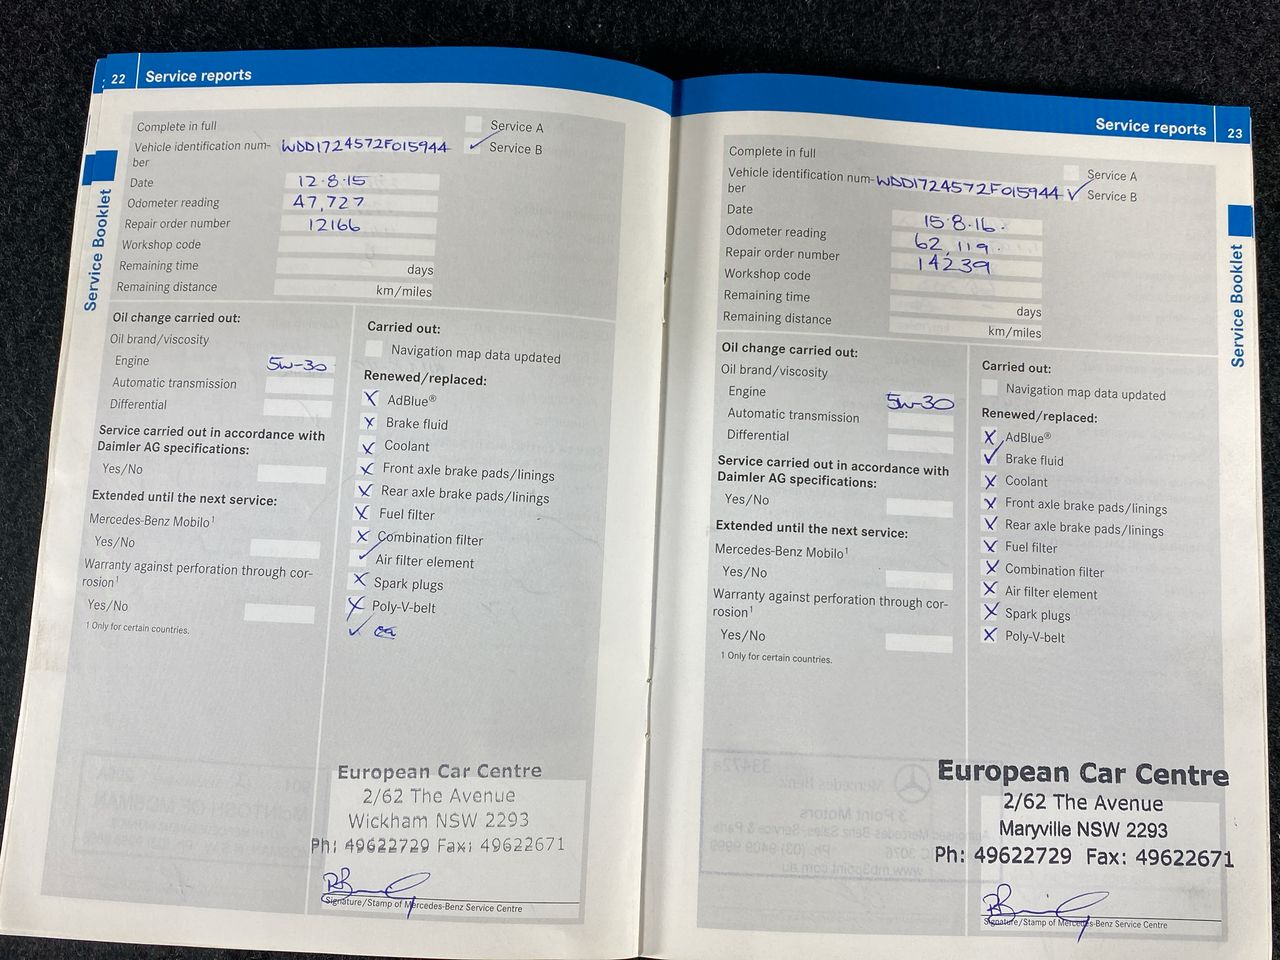 22 Service reports
Complete in full
Service A
Vehicle identification num-
ber
WDD1724572F015944
✓ Service B
Date 12·8·15
Odometer reading 47,727
Repair order number 12166
Workshop code
Remaining time days
Remaining distance km/miles
Service Booklet
Oil change carried out:
Oil brand/viscosity
Engine 5W-30
Automatic transmission
Differential
Service carried out in accordance with
Daimler AG specifications:
Yes/No
Extended until the next service:
Mercedes-Benz Mobilo¹
Yes/No
Warranty against perforation through cor-
rosion¹
Yes/No
¹ Only for certain countries.
Carried out:
Navigation map data updated
Renewed/replaced:
X AdBlue®
X Brake fluid
X Coolant
X Front axle brake pads/linings
X Rear axle brake pads/linings
X Fuel filter
X Combination filter
✓ Air filter element
X Spark plugs
X Poly-V-belt
✓
European Car Centre
2/62 The Avenue
Wickham NSW 2293
Ph: 49622729 Fax: 49622671
Signature/Stamp of Mercedes-Benz Service Centre
Service reports 23
Complete in full
Service A
Vehicle identification num-
ber
WDD1724572F015944
✓ Service B
Date 15·8·16·
Odometer reading 62,119·
Repair order number 14239
Workshop code
Remaining time days
Remaining distance km/miles
Service Booklet
Oil change carried out:
Oil brand/viscosity
Engine 5W-30
Automatic transmission
Differential
Service carried out in accordance with
Daimler AG specifications:
Yes/No
Extended until the next service:
Mercedes-Benz Mobilo¹
Yes/No
Warranty against perforation through cor-
rosion¹
Yes/No
¹ Only for certain countries.
Carried out:
Navigation map data updated
Renewed/replaced:
X AdBlue®
✓ Brake fluid
X Coolant
X Front axle brake pads/linings
X Rear axle brake pads/linings
X Fuel filter
X Combination filter
X Air filter element
X Spark plugs
X Poly-V-belt
European Car Centre
2/62 The Avenue
Maryville NSW 2293
Ph: 49622729 Fax: 49622671
Signature/Stamp of Mercedes-Benz Service Centre